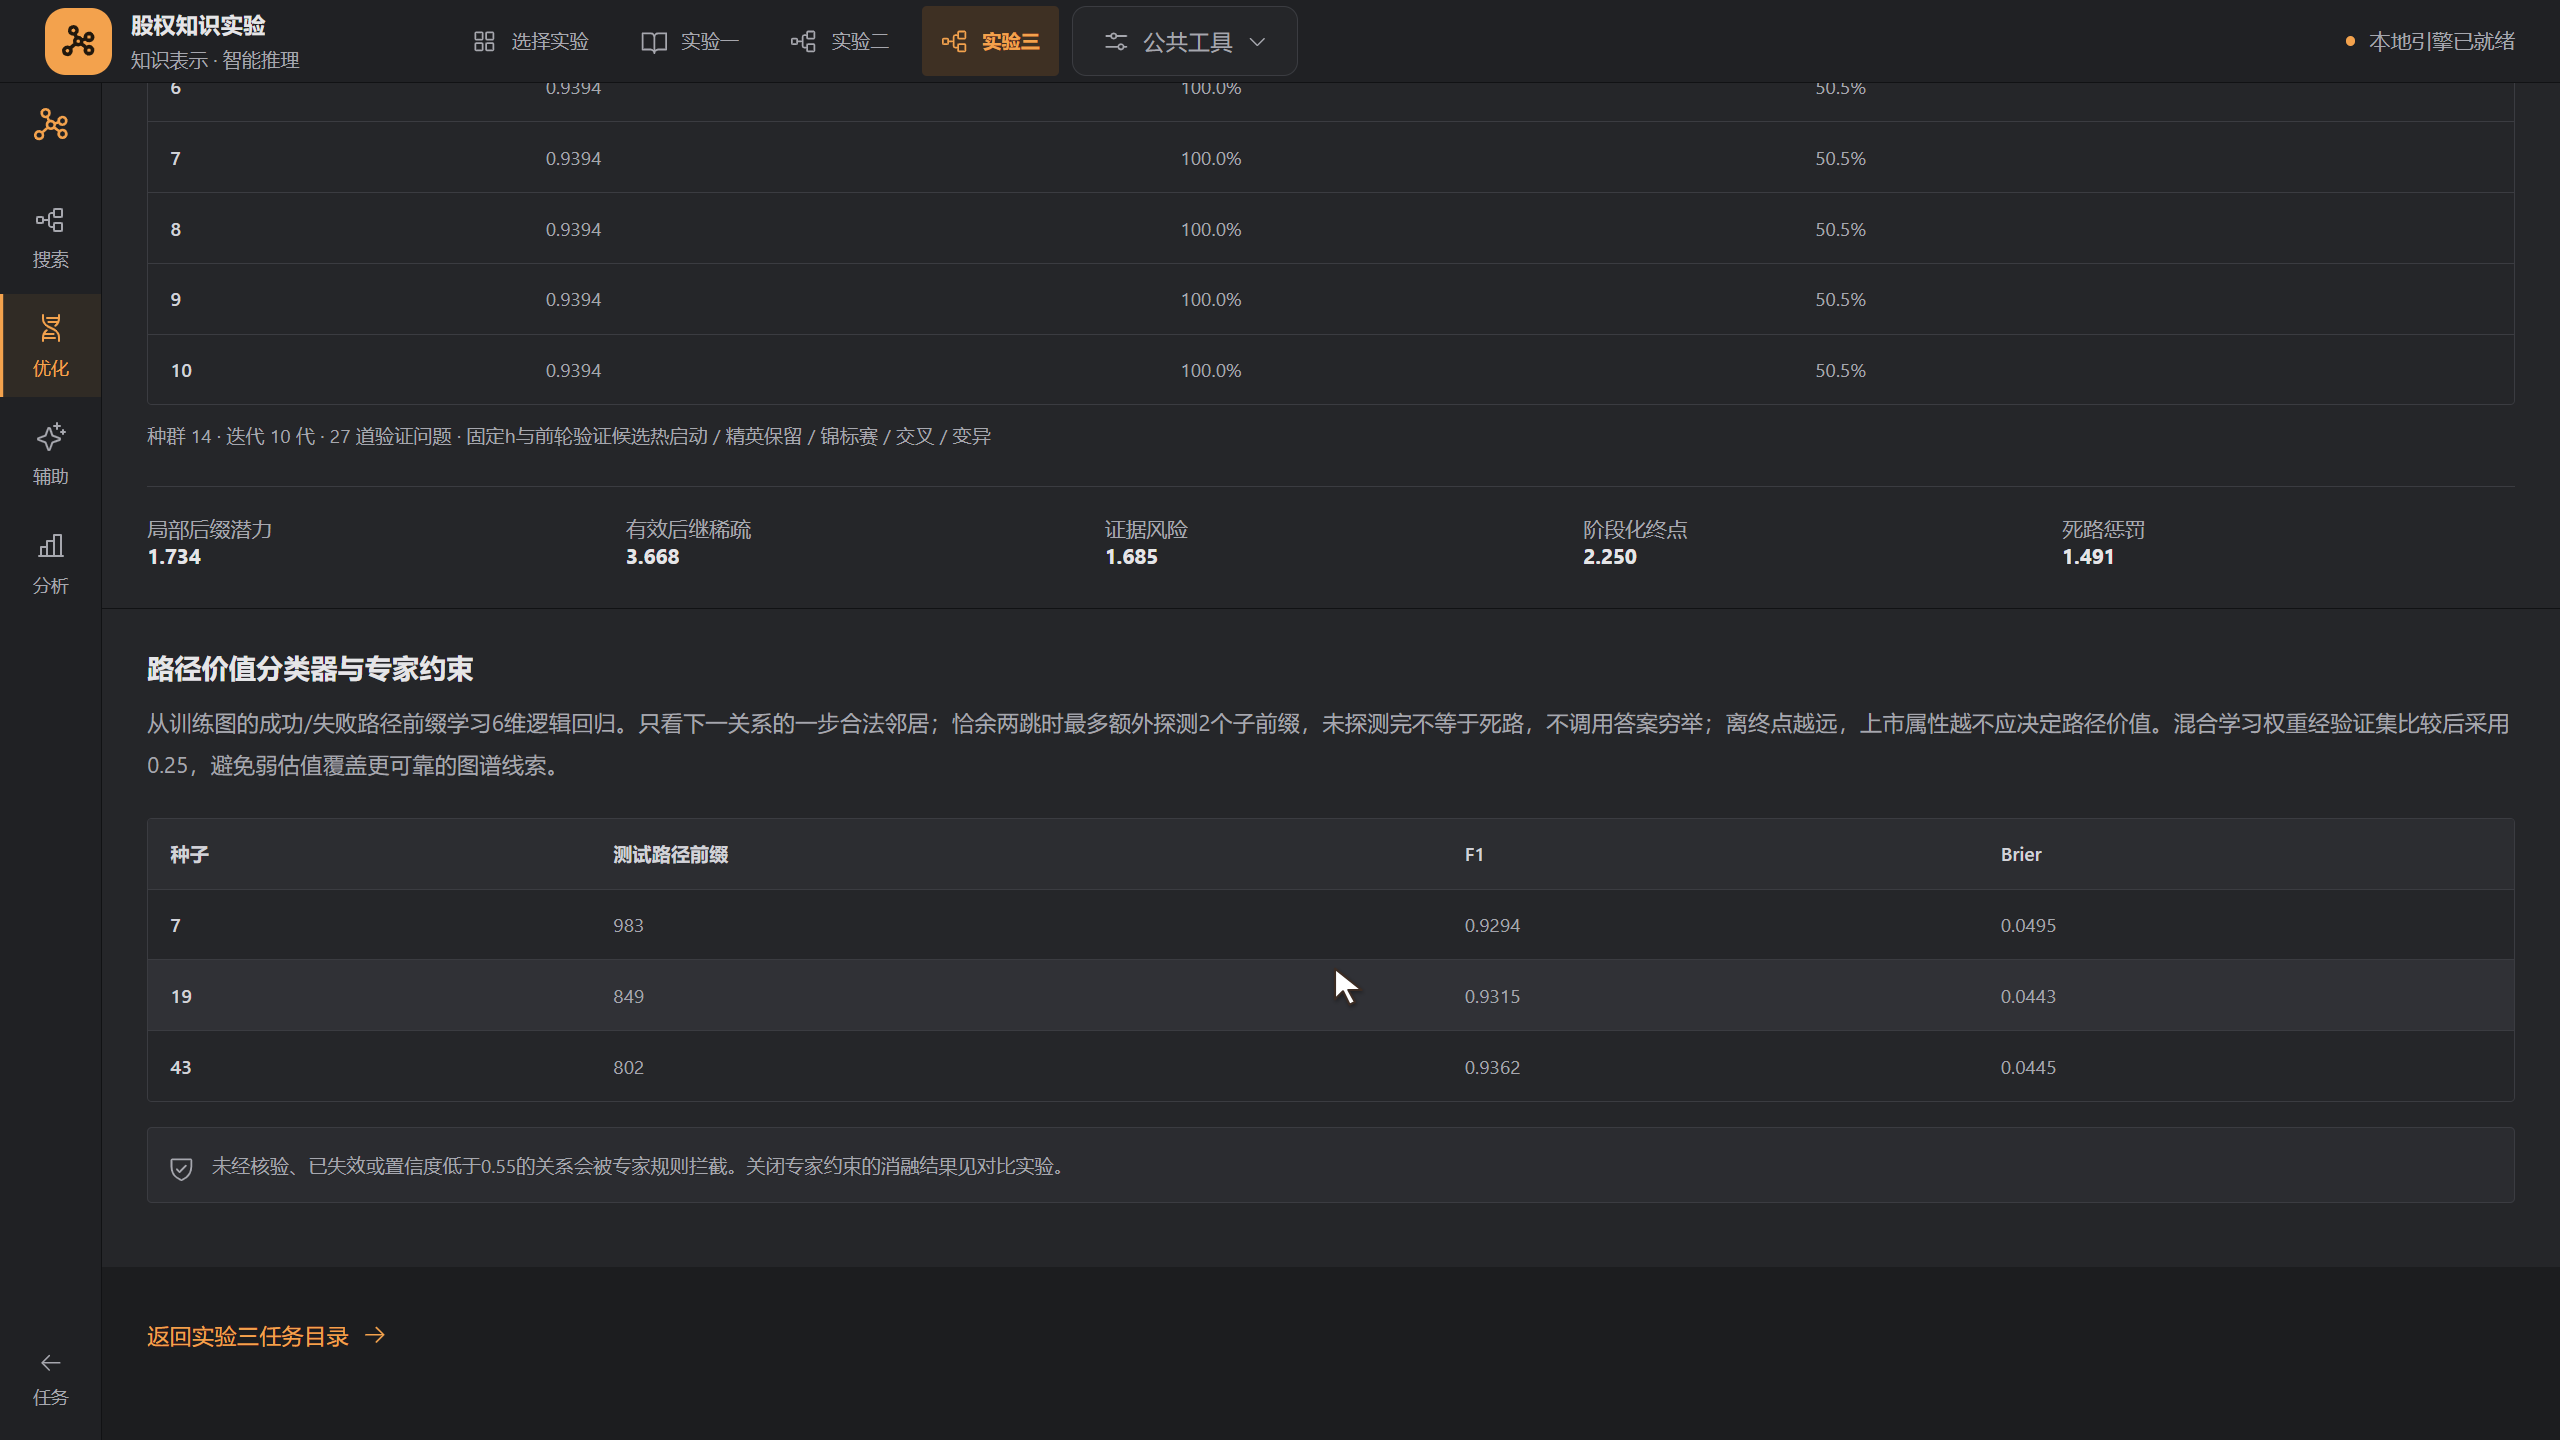 股权知识实验
知识表示 · 智能推理
选择实验
实验一
实验二
实验三
公共工具
本地引擎已就绪
搜索
优化
辅助
分析
任务
6 0.9394 100.0% 50.5%
7 0.9394 100.0% 50.5%
8 0.9394 100.0% 50.5%
9 0.9394 100.0% 50.5%
10 0.9394 100.0% 50.5%
种群 14 · 迭代 10 代 · 27 道验证问题 · 固定h与前轮验证候选热启动 / 精英保留 / 锦标赛 / 交叉 / 变异
局部后缀潜力 有效后继稀疏 证据风险 阶段化终点 死路惩罚
1.734 3.668 1.685 2.250 1.491
路径价值分类器与专家约束
从训练图的成功/失败路径前缀学习6维逻辑回归。只看下一关系的一步合法邻居；恰余两跳时最多额外探测2个子前缀，未探测完不等于死路，不调用答案穷举；离终点越远，上市属性越不应决定路径价值。混合学习权重经验证集比较后采用
0.25，避免弱估值覆盖更可靠的图谱线索。
种子 测试路径前缀 F1 Brier
7 983 0.9294 0.0495
19 849 0.9315 0.0443
43 802 0.9362 0.0445
未经核验、已失效或置信度低于0.55的关系会被专家规则拦截。关闭专家约束的消融结果见对比实验。
返回实验三任务目录